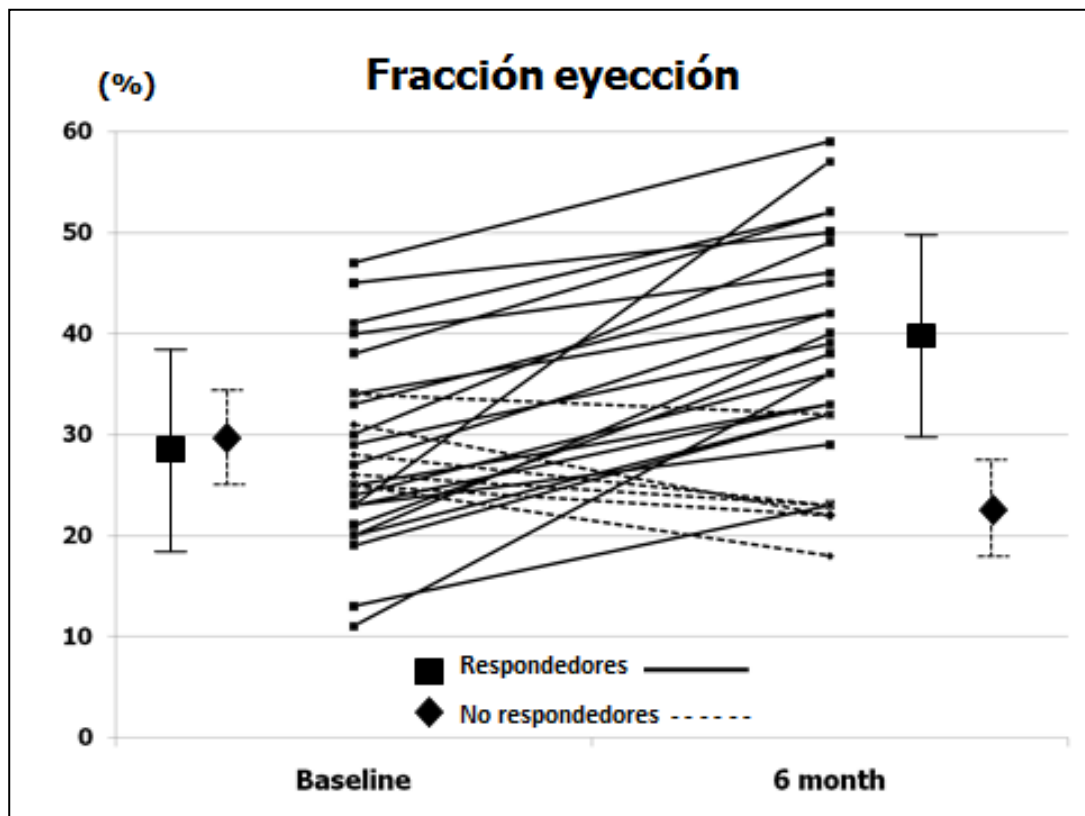 Fracción eyección
(%)
60
50
40
30
20
10
0
Respondedores
No respondedores
Baseline
6 month